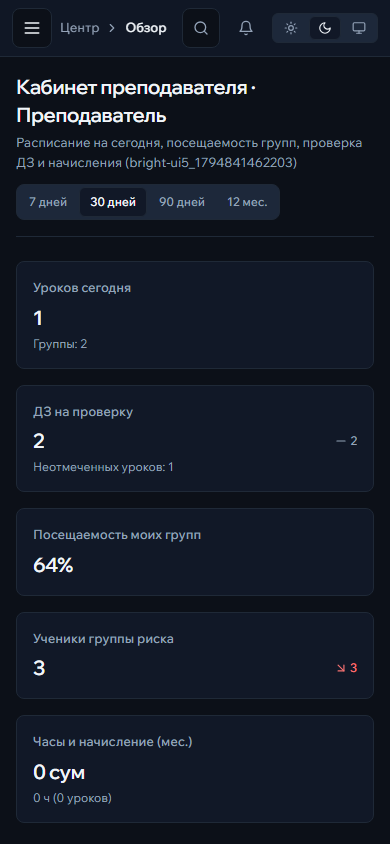 Центр > Обзор
Кабинет преподавателя ·
Преподаватель
Расписание на сегодня, посещаемость групп, проверка
ДЗ и начисления (bright-ui5_1794841462203)
7 дней 30 дней 90 дней 12 мес.
Уроков сегодня
1
Группы: 2
ДЗ на проверку
2 — 2
Неотмеченных уроков: 1
Посещаемость моих групп
64%
Ученики группы риска
3 ↘ 3
Часы и начисление (мес.)
0 сум
0 ч (0 уроков)